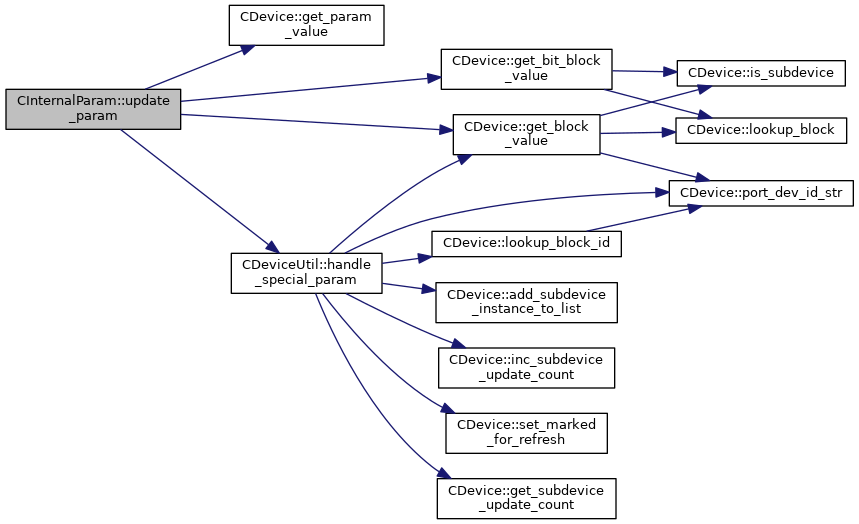 CDevice::get_param
_value
CDevice::get_bit_block
_value
CDevice::is_subdevice
CInternalParam::update
_param
CDevice::get_block
_value
CDevice::lookup_block
CDevice::port_dev_id_str
CDevice::lookup_block_id
CDeviceUtil::handle
_special_param
CDevice::add_subdevice
_instance_to_list
CDevice::inc_subdevice
_update_count
CDevice::set_marked
_for_refresh
CDevice::get_subdevice
_update_count